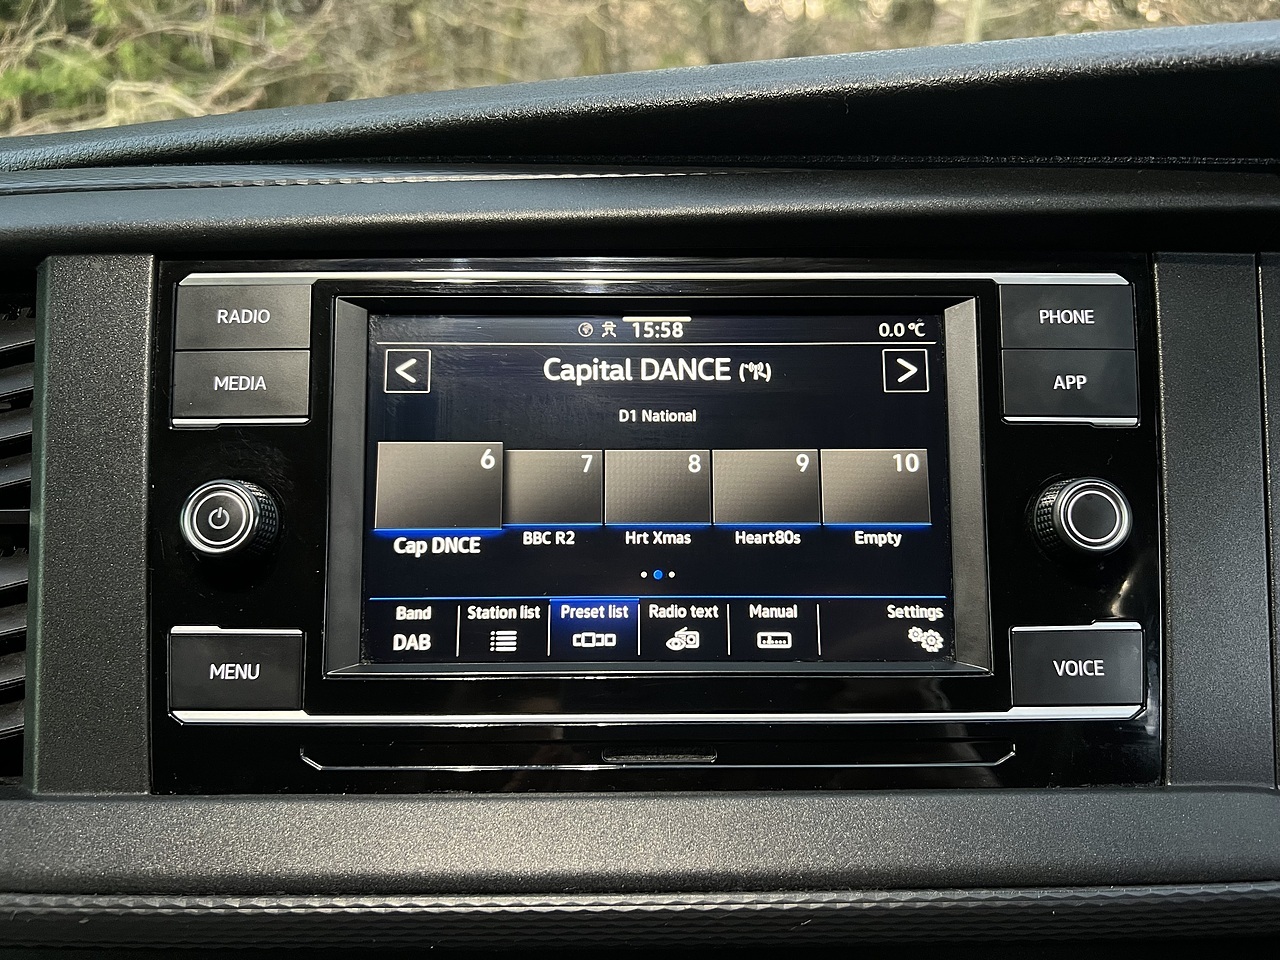 RADIO
MEDIA
MENU
15:58
0.0 °C
< Capital DANCE >
D1 National
6 7 8 9 10
Cap DNCE BBC R2 Hrt Xmas Heart80s Empty
Band Station list Preset list Radio text Manual Settings
DAB
PHONE
APP
VOICE